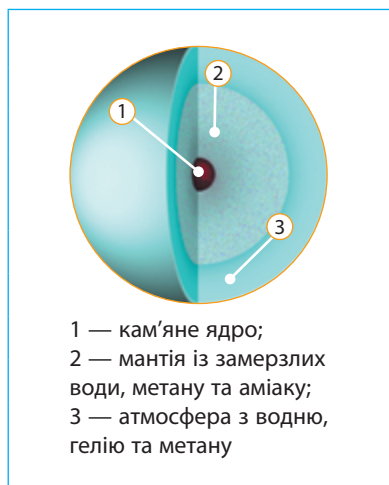 2
1
3
1 — кам'яне ядро;
2 — мантія із замерзлих
води, метану та аміаку;
3 — атмосфера з водню,
гелію та метану